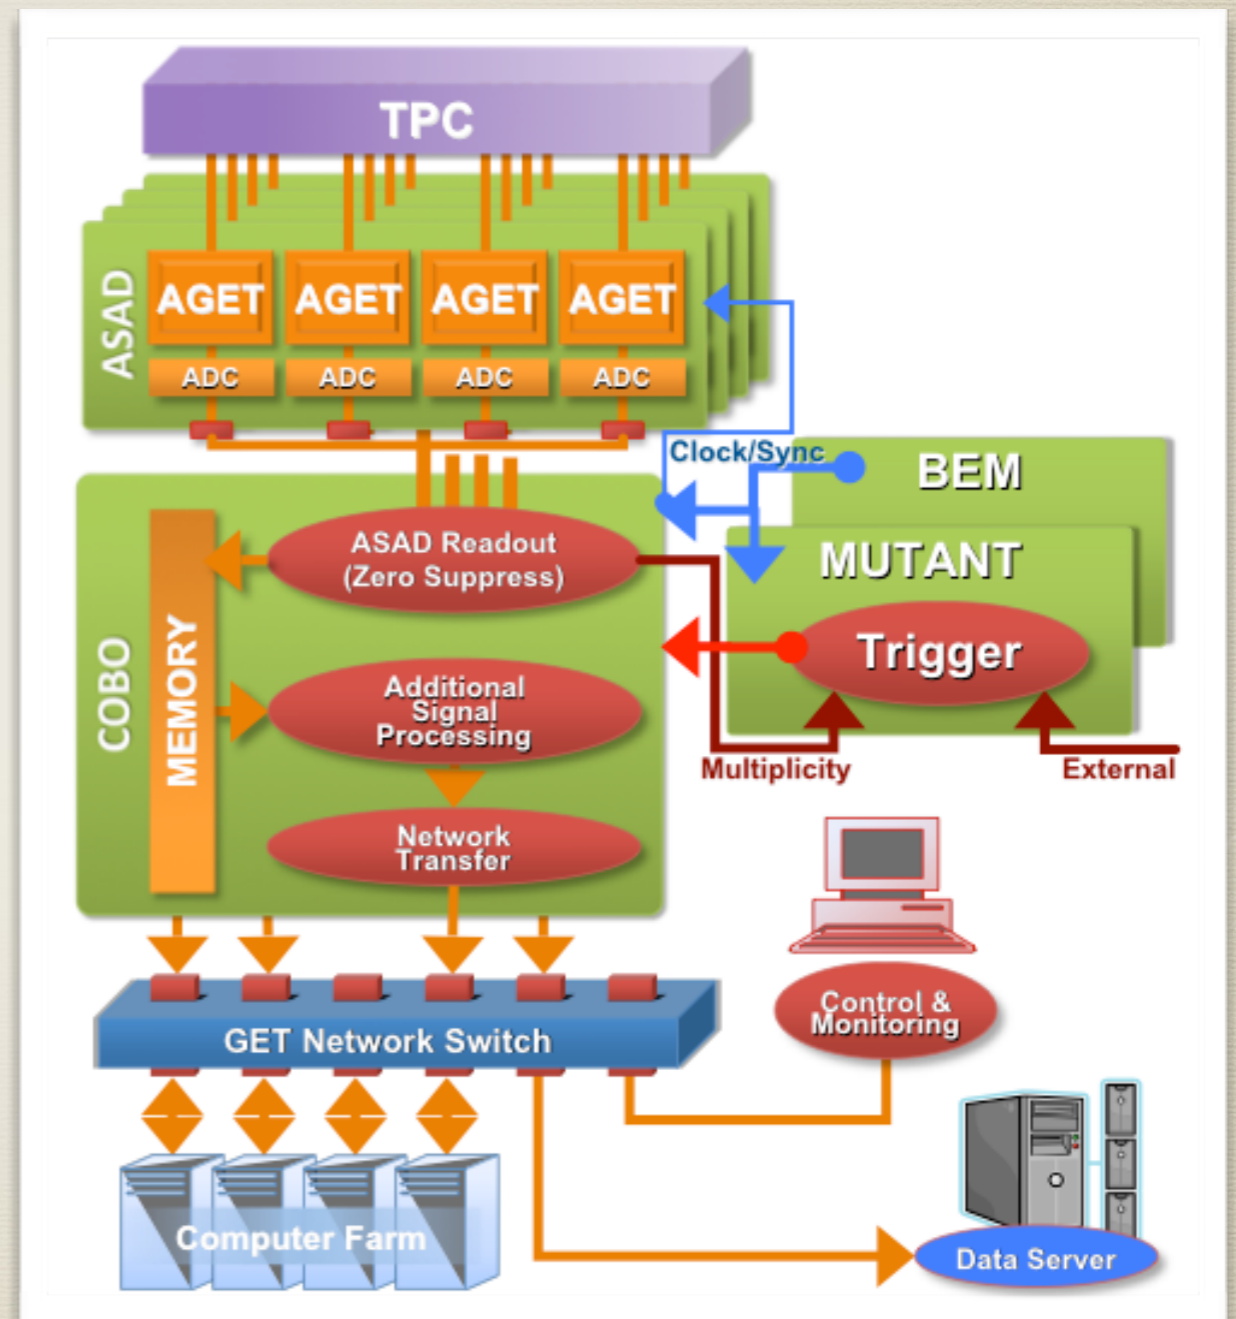 TPC
ASAD
AGET AGET AGET AGET
ADC ADC ADC ADC
Clock/Sync
BEM
MUTANT
Trigger
Multiplicity
External
COBO
MEMORY
ASAD Readout
(Zero Suppress)
Additional
Signal
Processing
Network
Transfer
Control &
Monitoring
GET Network Switch
Computer Farm
Data Server